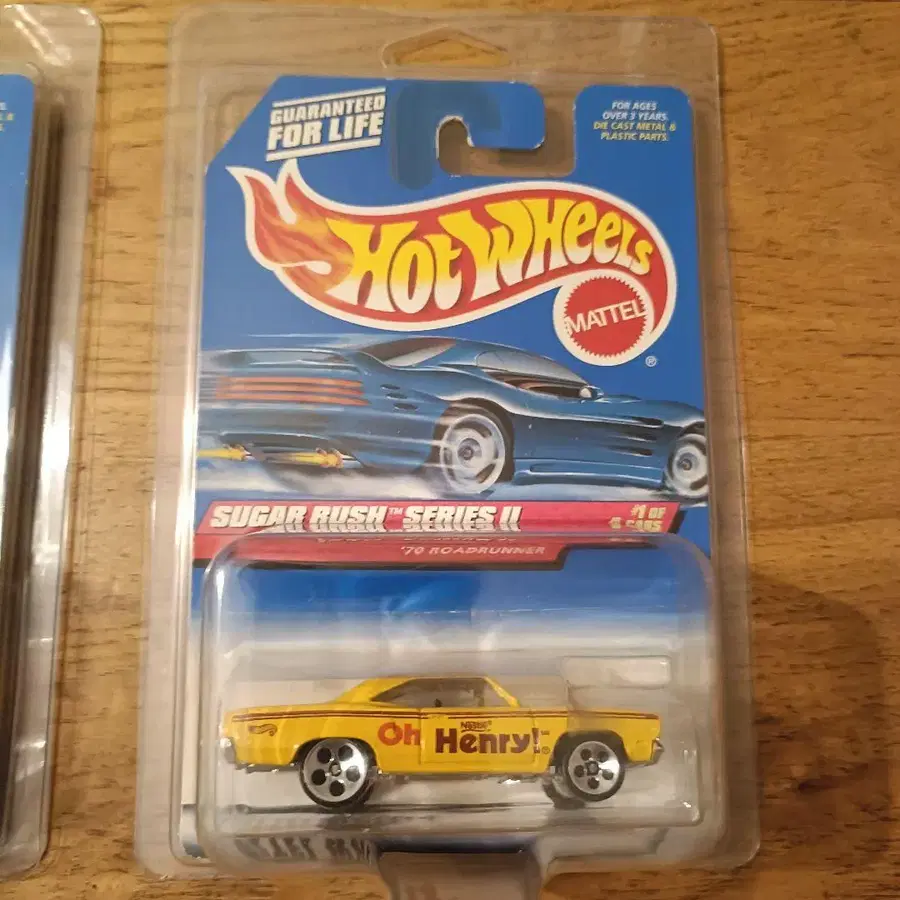 GUARANTEED
FOR LIFE
FOR AGES
OVER 3 YEARS.
DIE CAST METAL &
PLASTIC PARTS.
HOT WHEELS
MATTEL
®
SUGAR RUSH™ SERIES II
#1 OF
4 CARS
'70 ROADRUNNER
Nestlé
Oh Henry!